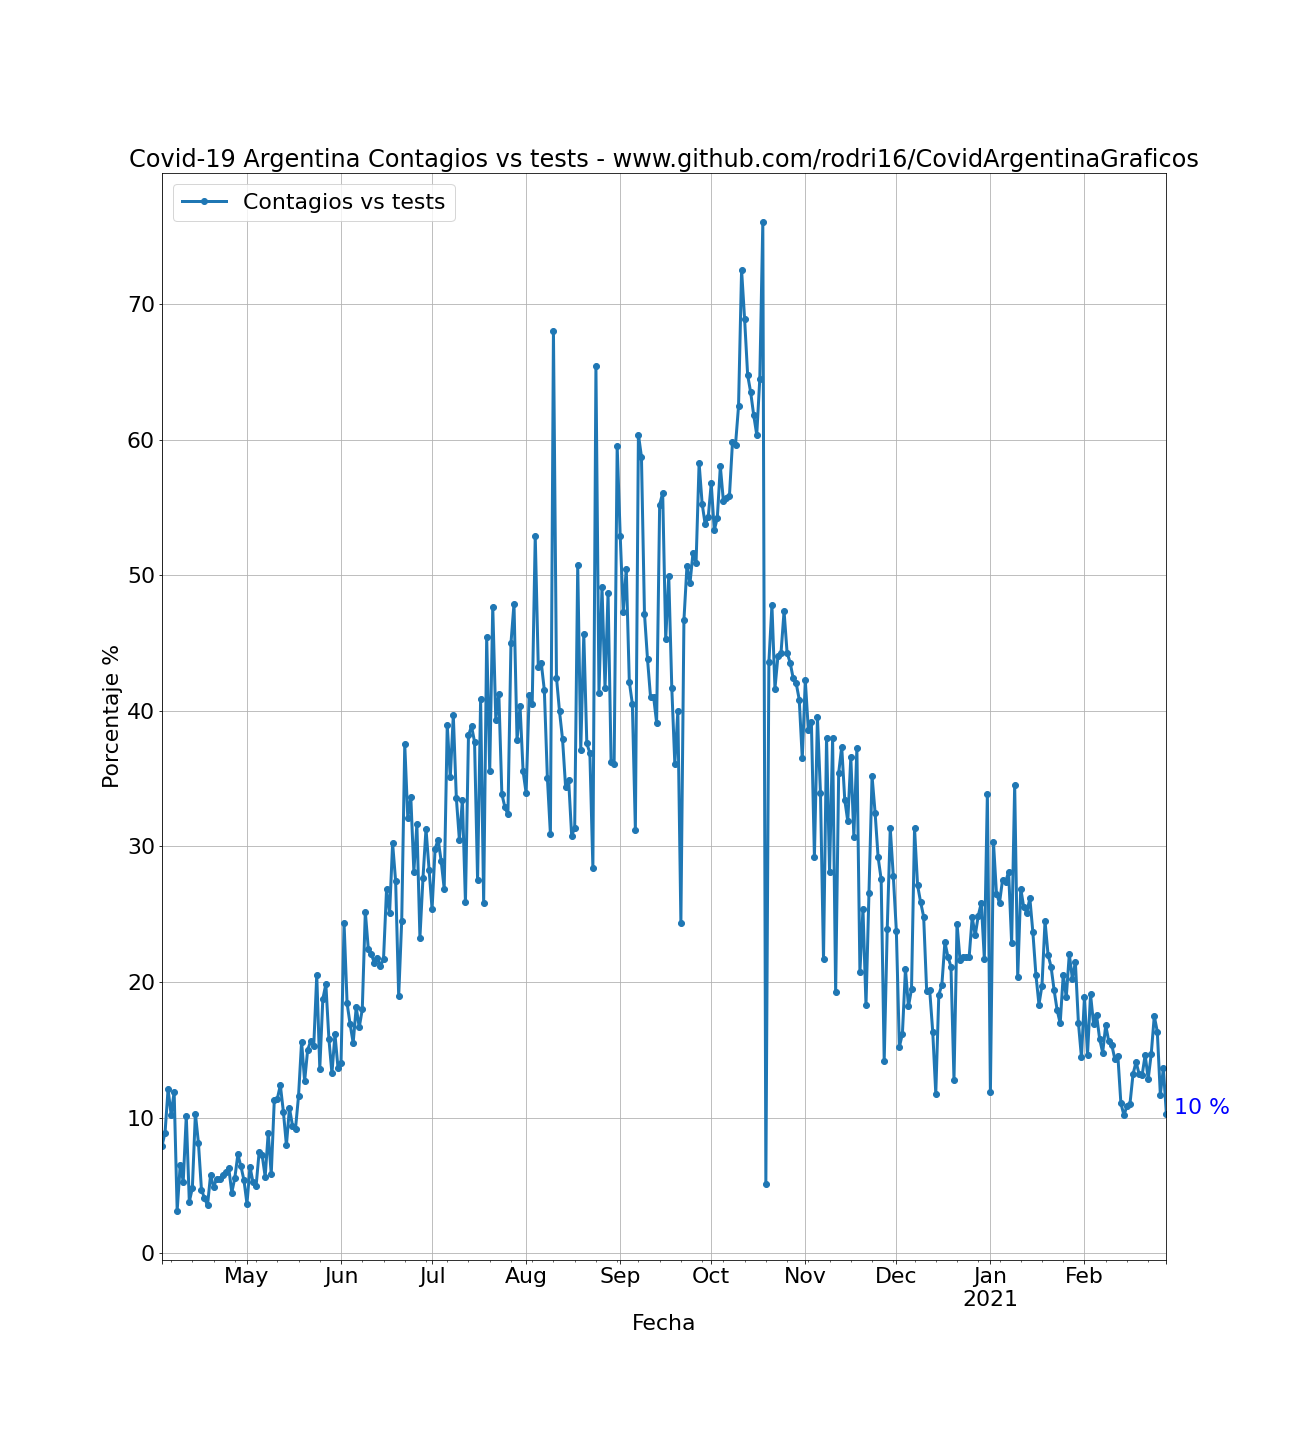 Covid-19 Argentina Contagios vs tests - www.github.com/rodri16/CovidArgentinaGraficos
Contagios vs tests
70
60
50
40
30
20
10
0
Porcentaje %
10 %
May Jun Jul Aug Sep Oct Nov Dec Jan Feb
2021
Fecha